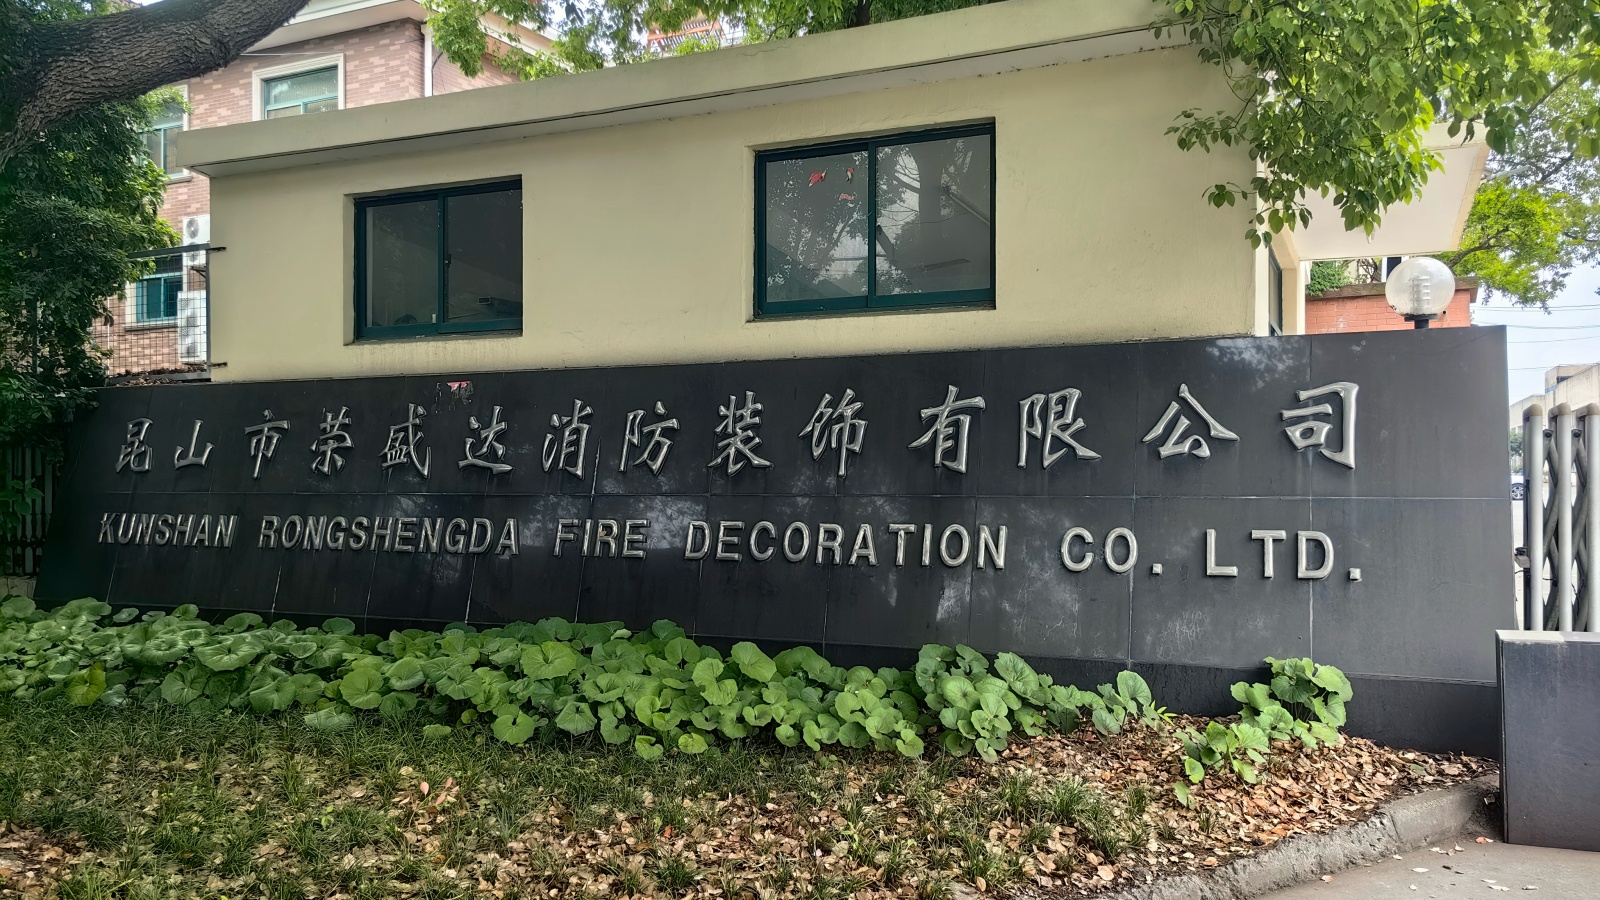 昆山市荣盛达消防装饰有限公司
KUNSHAN RONGSHENGDA FIRE DECORATION CO. LTD.